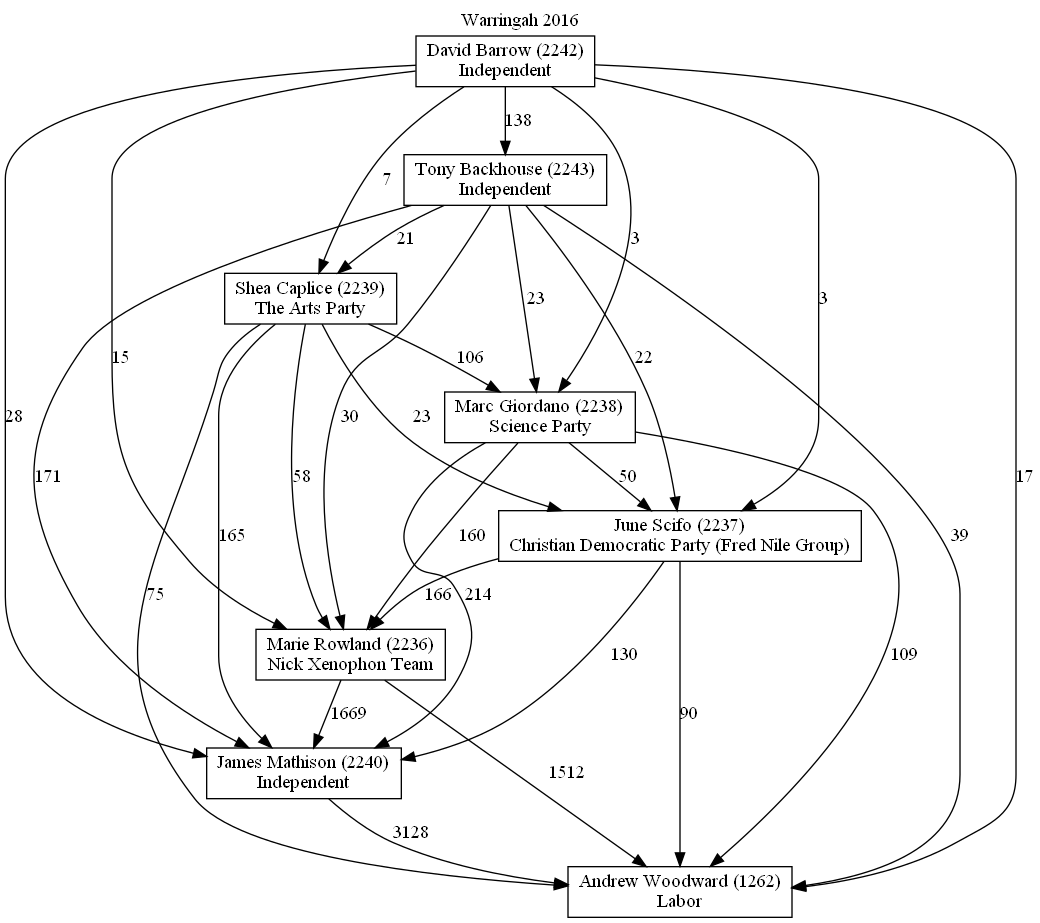 Warringah 2016
David Barrow (2242)
Independent
138
Tony Backhouse (2243)
Independent
7
21
3
Shea Caplice (2239)
The Arts Party
23
3
15
106
22
Marc Giordano (2238)
Science Party
28
30
23
171
58
50
17
June Scifo (2237)
Christian Democratic Party (Fred Nile Group)
165
160
39
75
166
214
Marie Rowland (2236)
Nick Xenophon Team
130
109
1669
90
James Mathison (2240)
Independent
1512
3128
Andrew Woodward (1262)
Labor